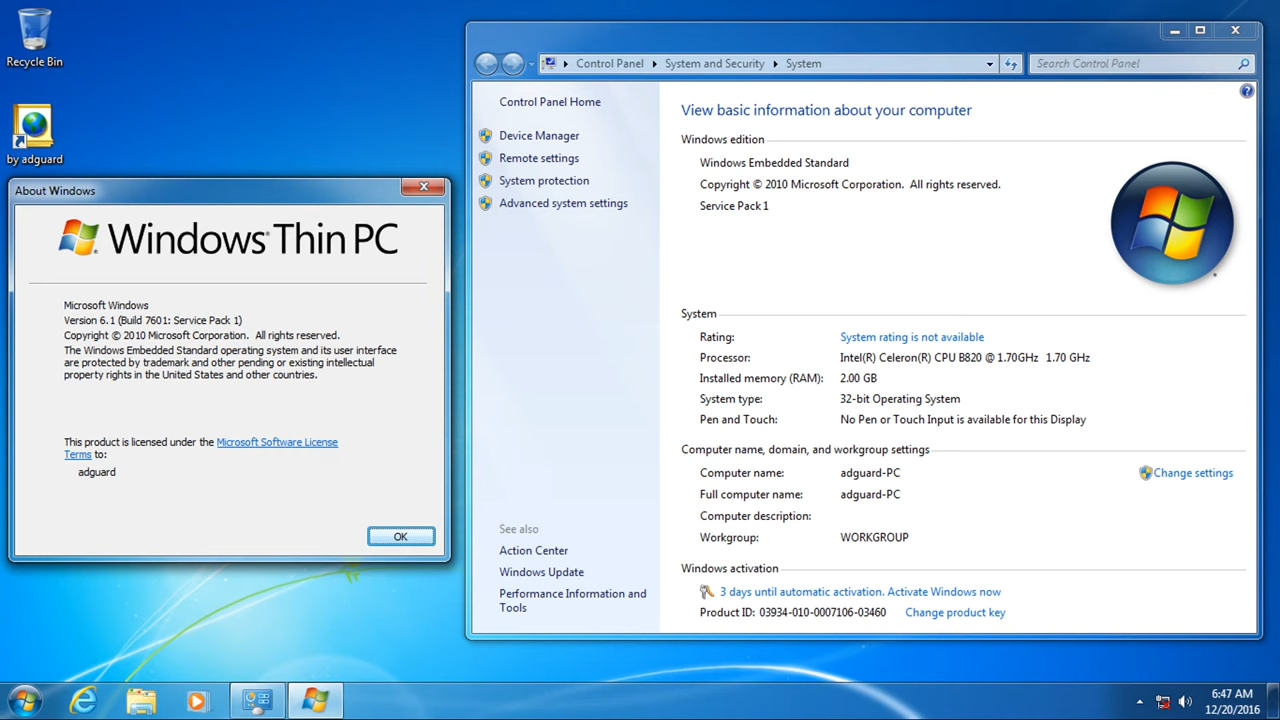 Recycle Bin
by adguard
About Windows
Windows® Thin PC
Microsoft Windows
Version 6.1 (Build 7601: Service Pack 1)
Copyright © 2010 Microsoft Corporation. All rights reserved.
The Windows Embedded Standard operating system and its user interface
are protected by trademark and other pending or existing intellectual
property rights in the United States and other countries.
This product is licensed under the Microsoft Software License
Terms to:
adguard
OK
Control Panel
System and Security
System
Search Control Panel
Control Panel Home
Device Manager
Remote settings
System protection
Advanced system settings
See also
Action Center
Windows Update
Performance Information and
Tools
View basic information about your computer
Windows edition
Windows Embedded Standard
Copyright © 2010 Microsoft Corporation. All rights reserved.
Service Pack 1
System
Rating: System rating is not available
Processor: Intel(R) Celeron(R) CPU B820 @ 1.70GHz 1.70 GHz
Installed memory (RAM): 2.00 GB
System type: 32-bit Operating System
Pen and Touch: No Pen or Touch Input is available for this Display
Computer name, domain, and workgroup settings
Computer name: adguard-PC Change settings
Full computer name: adguard-PC
Computer description:
Workgroup: WORKGROUP
Windows activation
3 days until automatic activation. Activate Windows now
Product ID: 03934-010-0007106-03460 Change product key
6:47 AM
12/20/2016